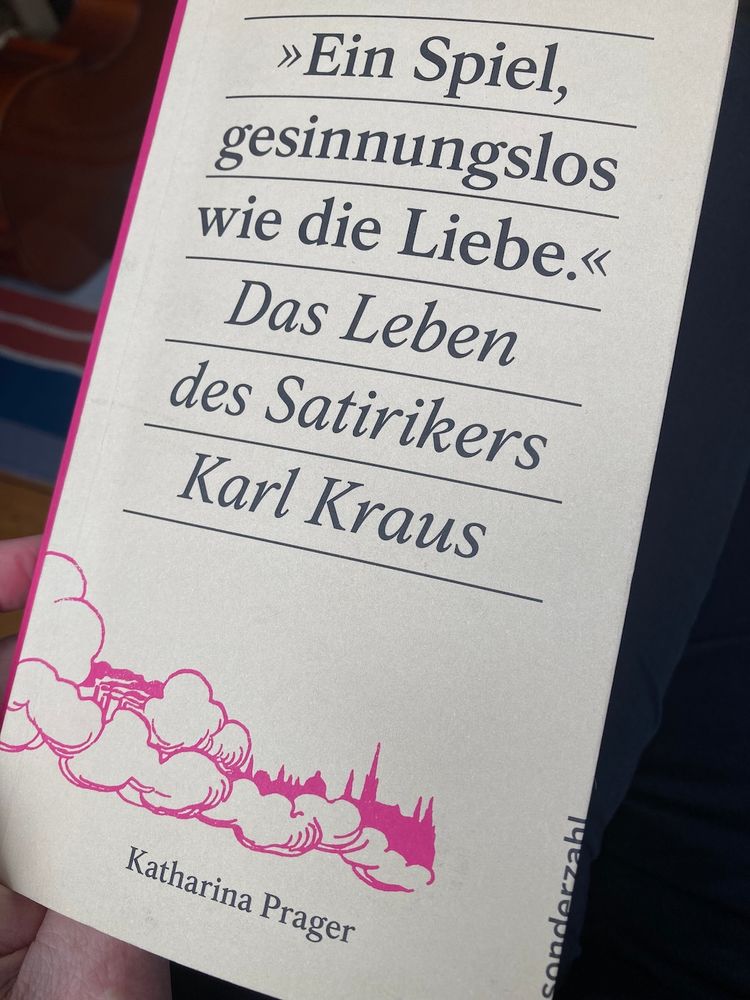 »Ein Spiel,
gesinnungslos
wie die Liebe.«
Das Leben
des Satirikers
Karl Kraus
Katharina Prager
sonderzahl